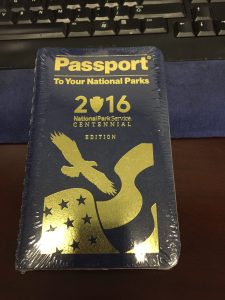 Passport®
To Your National Parks
2016
National Park Service
CENTENNIAL
EDITION